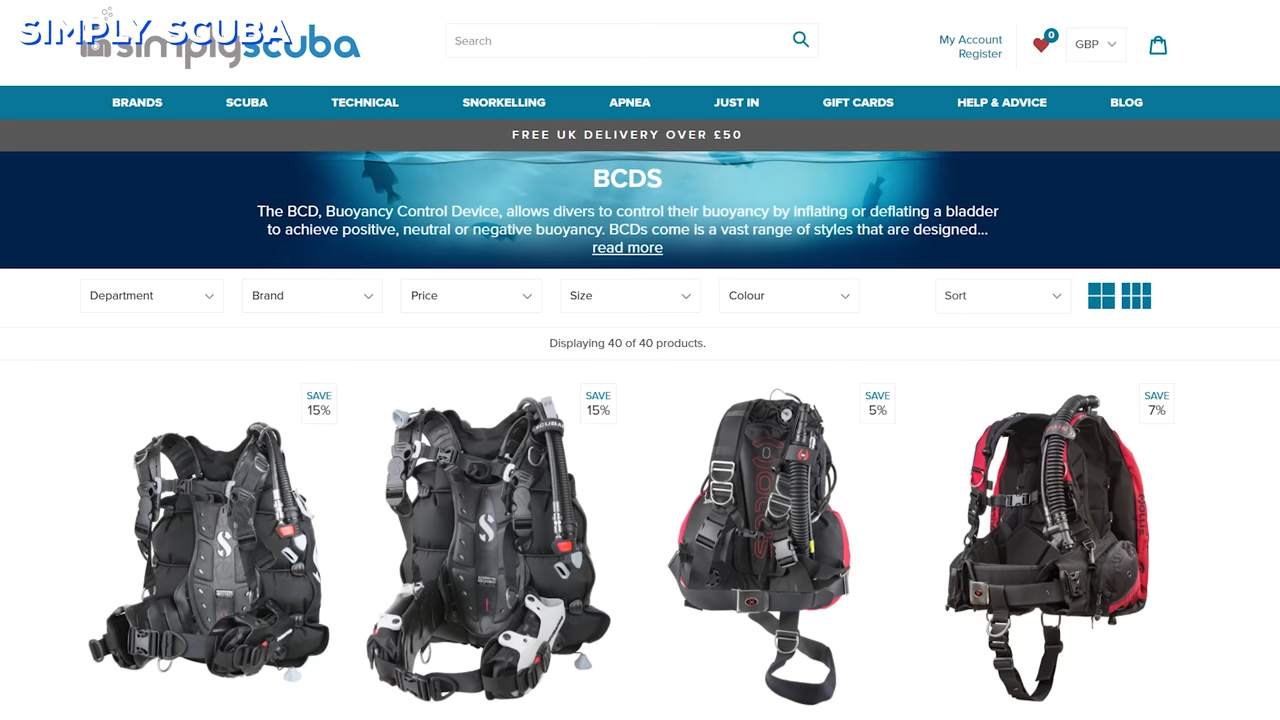 SIMPLY SCUBA
simplyscuba
Search
My Account
Register
0
GBP
BRANDS SCUBA TECHNICAL SNORKELLING APNEA JUST IN GIFT CARDS HELP & ADVICE BLOG
FREE UK DELIVERY OVER £50
BCDS
The BCD, Buoyancy Control Device, allows divers to control their buoyancy by inflating or deflating a bladder
to achieve positive, neutral or negative buoyancy. BCDs come is a vast range of styles that are designed...
read more
Department Brand Price Size Colour Sort
Displaying 40 of 40 products.
SAVE
15%
SAVE
15%
SAVE
5%
SAVE
7%